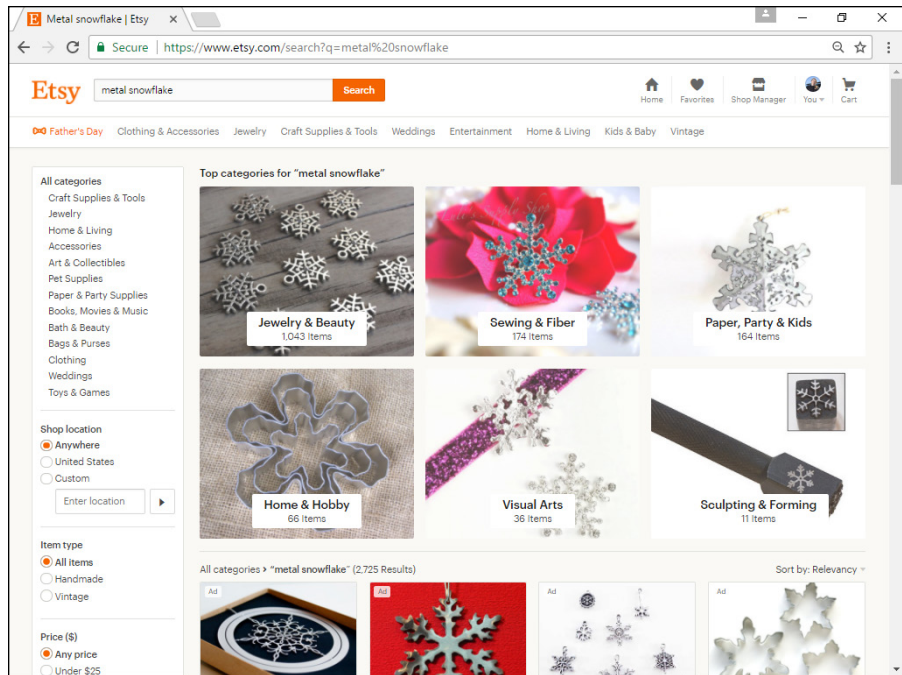 Metal snowflake | Etsy
Secure | https://www.etsy.com/search?q=metal%20snowflake
Etsy
metal snowflake
Search
Home
Favorites
Shop Manager
You
Cart
Father's Day
Clothing & Accessories
Jewelry
Craft Supplies & Tools
Weddings
Entertainment
Home & Living
Kids & Baby
Vintage
All categories
Craft Supplies & Tools
Jewelry
Home & Living
Accessories
Art & Collectibles
Pet Supplies
Paper & Party Supplies
Books, Movies & Music
Bath & Beauty
Bags & Purses
Clothing
Weddings
Toys & Games
Shop location
Anywhere
United States
Custom
Enter location
Item type
All items
Handmade
Vintage
Price ($)
Any price
Under $25
Top categories for "metal snowflake"
Jewelry & Beauty
1,043 Items
Sewing & Fiber
174 Items
Paper, Party & Kids
164 Items
Home & Hobby
66 Items
Visual Arts
36 Items
Sculpting & Forming
11 Items
All categories › "metal snowflake" (2,725 Results)
Sort by: Relevancy
Ad
Ad
Ad
Ad